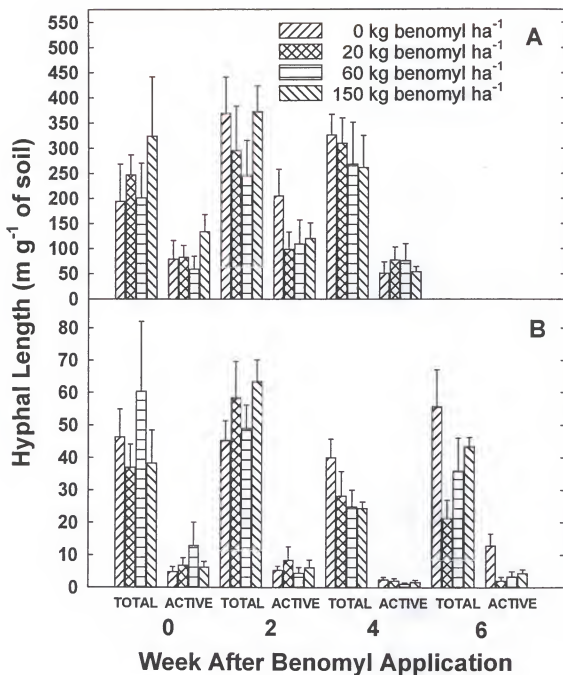 550
500
450
400
350
300
250
200
150
100
50
0
0 kg benomyl ha⁻¹
20 kg benomyl ha⁻¹
60 kg benomyl ha⁻¹
150 kg benomyl ha⁻¹
A
Hyphal Length (m g⁻¹ of soil)
80
70
60
50
40
30
20
10
0
B
TOTAL ACTIVE TOTAL ACTIVE TOTAL ACTIVE TOTAL ACTIVE
0 2 4 6
Week After Benomyl Application